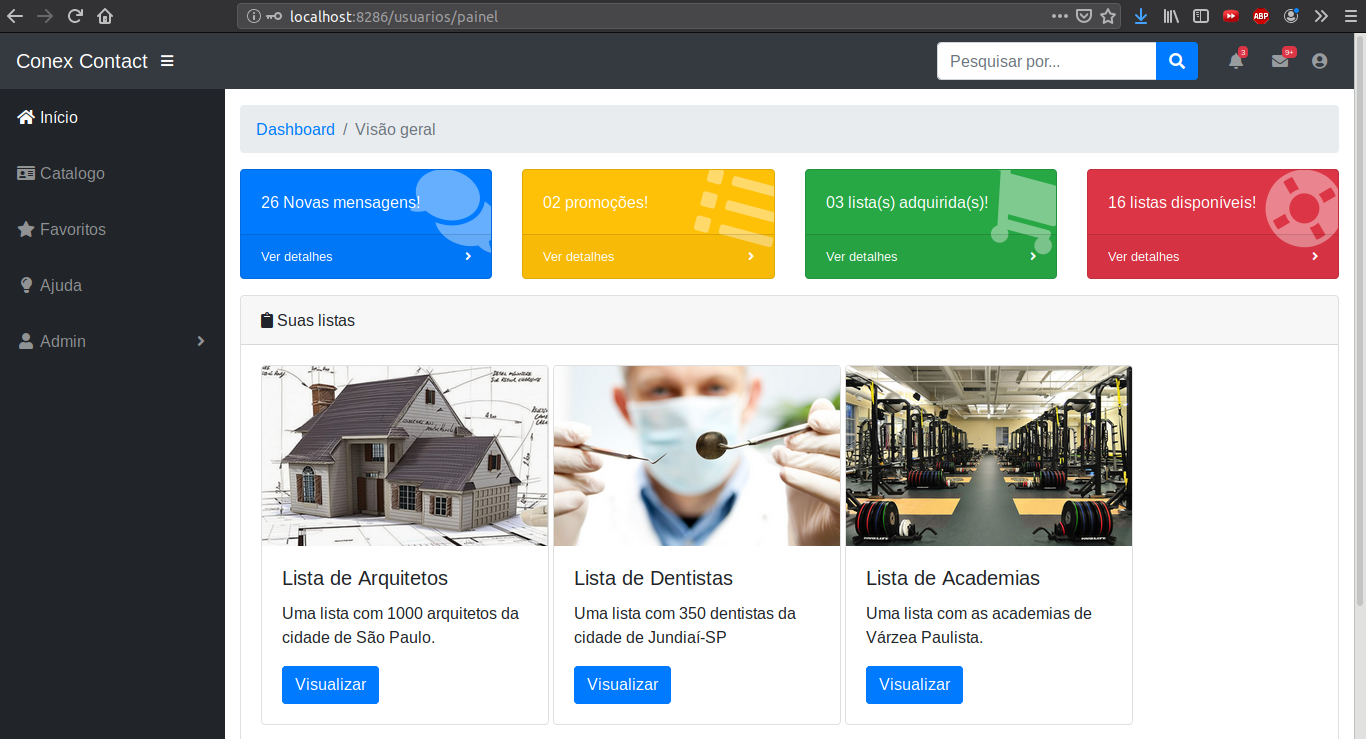 localhost:8286/usuarios/painel
ABP
Conex Contact
Pesquisar por...
3
9+
Início
Catalogo
Favoritos
Ajuda
Admin
Dashboard / Visão geral
26 Novas mensagens!
Ver detalhes
02 promoções!
Ver detalhes
03 lista(s) adquirida(s)!
Ver detalhes
16 listas disponíveis!
Ver detalhes
Suas listas
Lista de Arquitetos
Uma lista com 1000 arquitetos da
cidade de São Paulo.
Visualizar
Lista de Dentistas
Uma lista com 350 dentistas da
cidade de Jundiaí-SP
Visualizar
Lista de Academias
Uma lista com as academias de
Várzea Paulista.
Visualizar